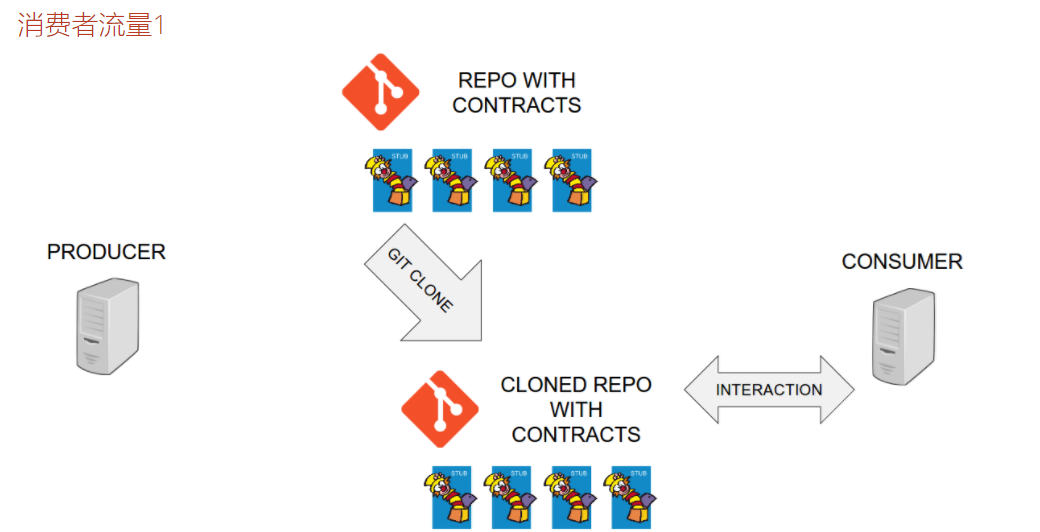 消费者流量1
REPO WITH
CONTRACTS
STUB
STUB
STUB
STUB
GIT CLONE
PRODUCER
CONSUMER
CLONED REPO
WITH
CONTRACTS
INTERACTION
STUB
STUB
STUB
STUB